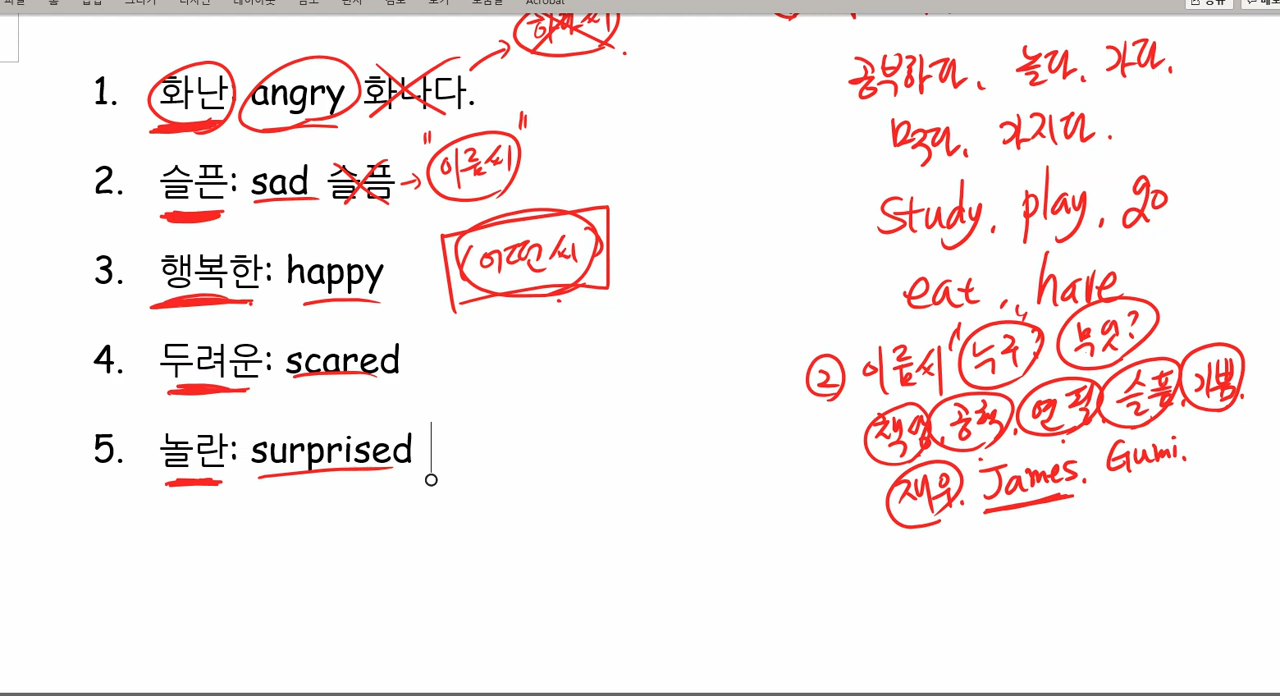 Acrobat
공유
1. 화난 angry 화나다.
2. 슬픈: sad 슬픔 → "이름씨"
어떤씨
3. 행복한: happy
4. 두려운: scared
5. 놀란: surprised
공부하다, 놀다, 가다.
먹다, 가지다.
study, play, go
eat, have
② 이름씨 "누구" 무엇?
책상, 공책, 연필, 슬픔, 기쁨.
재우, James, Gumi.